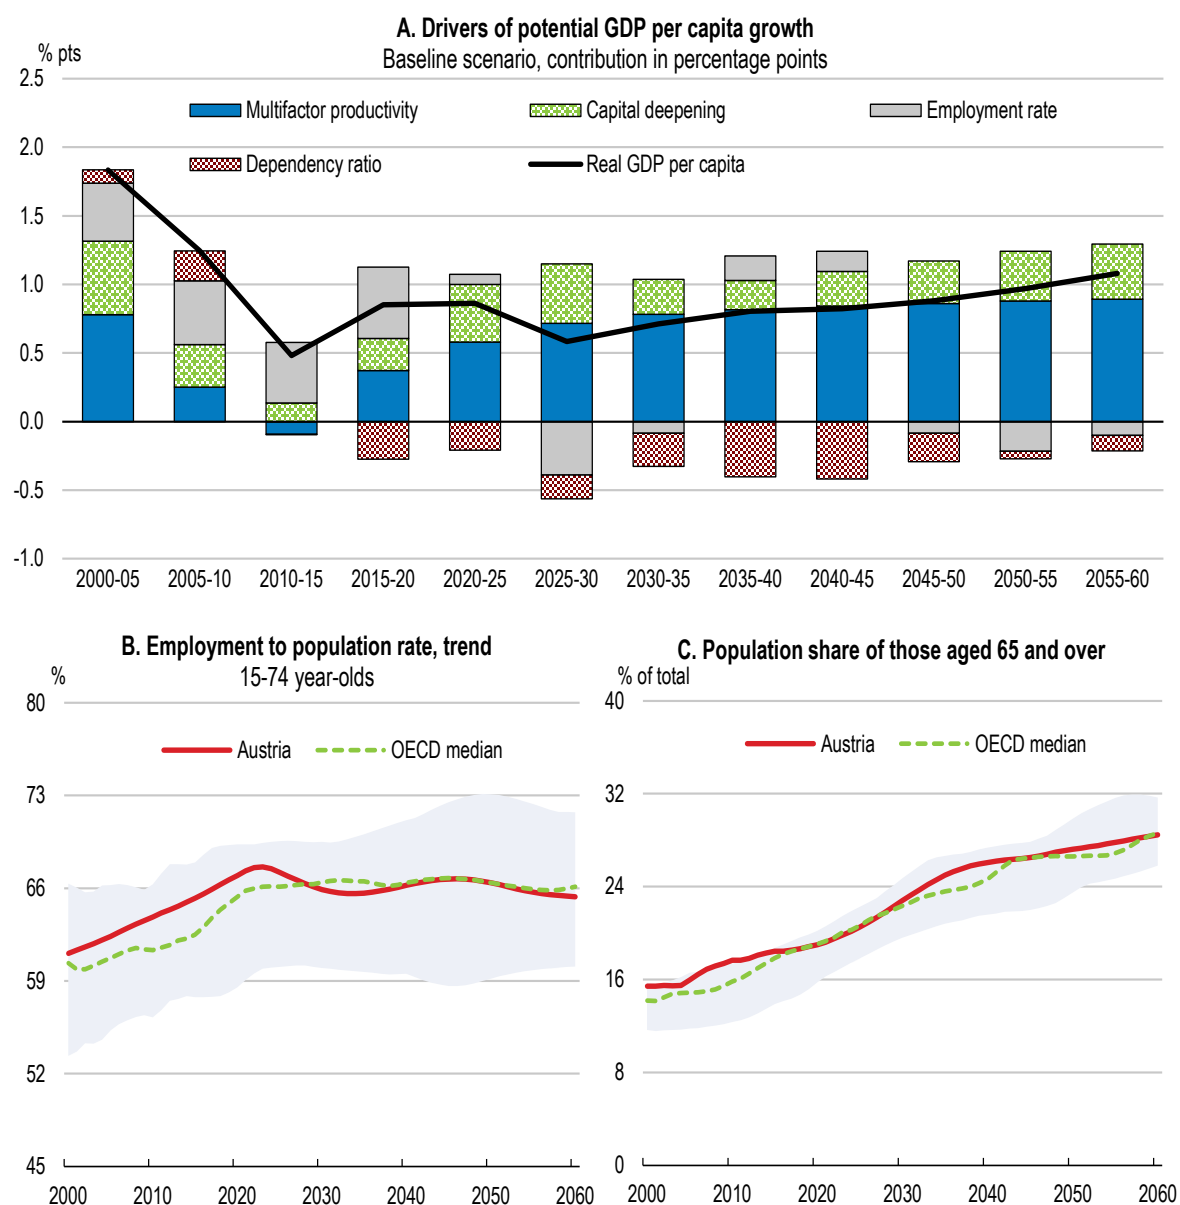 A. Drivers of potential GDP per capita growth
Baseline scenario, contribution in percentage points
% pts
2.5
Multifactor productivity Capital deepening Employment rate
2.0
Dependency ratio Real GDP per capita
1.5
1.0
0.5
0.0
-0.5
-1.0
2000-05 2005-10 2010-15 2015-20 2020-25 2025-30 2030-35 2035-40 2040-45 2045-50 2050-55 2055-60
B. Employment to population rate, trend
15-74 year-olds
%
80
Austria OECD median
73
66
59
52
45
2000 2010 2020 2030 2040 2050 2060
C. Population share of those aged 65 and over
% of total
40
Austria OECD median
32
24
16
8
0
2000 2010 2020 2030 2040 2050 2060